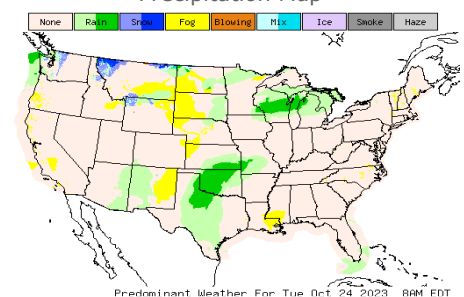 Precipitation Map
None Rain Snow Fog Blowing Mix Ice Smoke Haze
Predominant Weather For Tue Oct 24 2023 8AM EDT